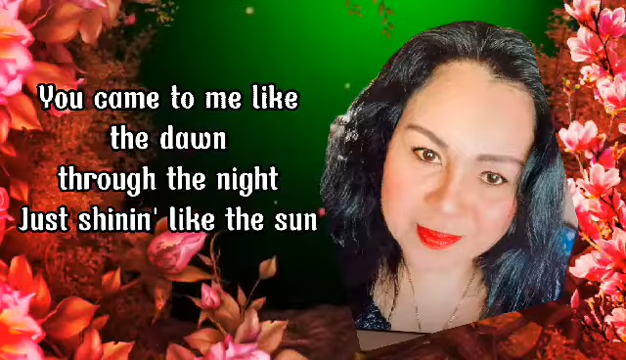 You came to me like
the dawn
through the night
Just shinin' like the sun